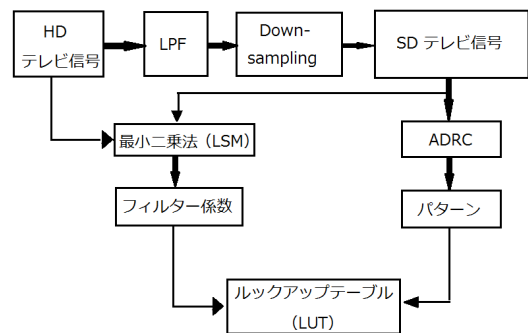 HD
テレビ信号
LPF
Down-
sampling
SD テレビ信号
最小二乗法（LSM）
ADRC
フィルター係数
パターン
ルックアップテーブル
（LUT）